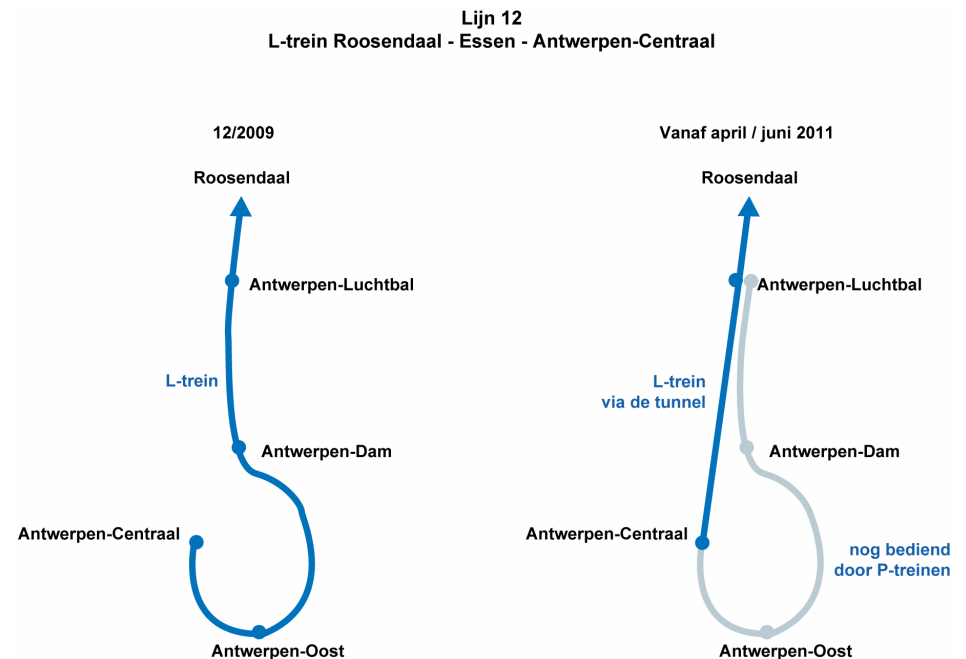 Lijn 12
L-trein Roosendaal - Essen - Antwerpen-Centraal
12/2009
Roosendaal
Antwerpen-Luchtbal
L-trein
Antwerpen-Dam
Antwerpen-Centraal
Antwerpen-Oost
Vanaf april / juni 2011
Roosendaal
Antwerpen-Luchtbal
L-trein
via de tunnel
Antwerpen-Dam
Antwerpen-Centraal
nog bediend
door P-treinen
Antwerpen-Oost